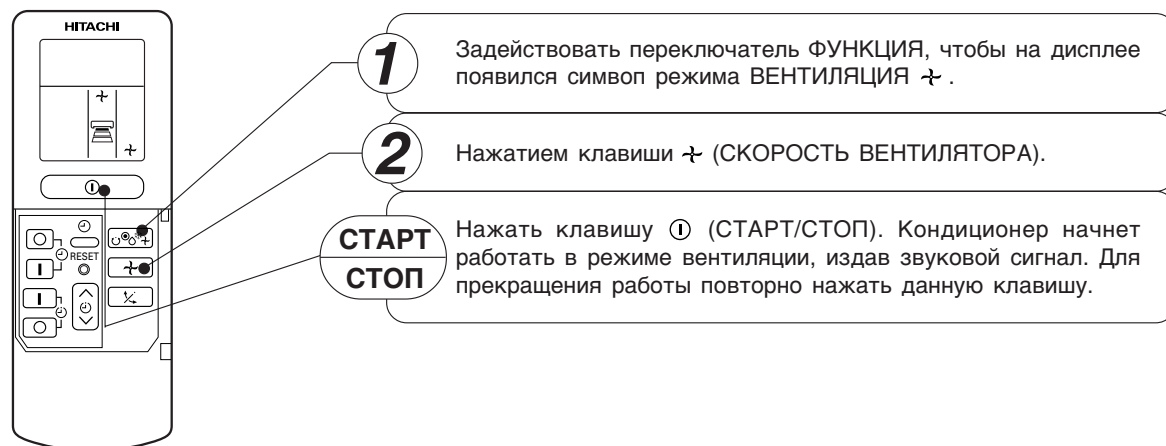 HITACHI
RESET
1
Задействовать переключатель ФУНКЦИЯ, чтобы на дисплее
появился симвоп режима ВЕНТИЛЯЦИЯ .
2
Нажатием клавиши (СКОРОСТЬ ВЕНТИЛЯТОРА).
СТАРТ
СТОП
Нажать клавишу (СТАРТ/СТОП). Кондиционер начнет
работать в режиме вентиляции, издав звуковой сигнал. Для
прекращения работы повторно нажать данную клавишу.